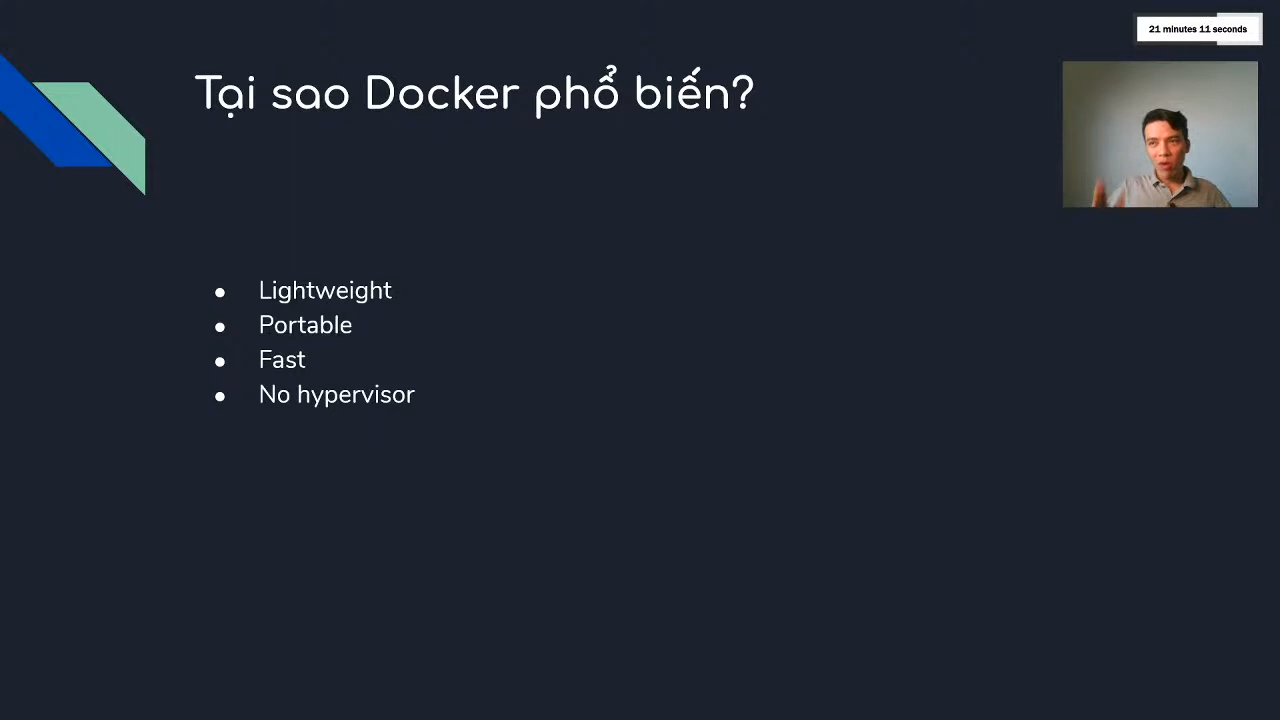 21 minutes 11 seconds
Tại sao Docker phổ biến?
● Lightweight
● Portable
● Fast
● No hypervisor